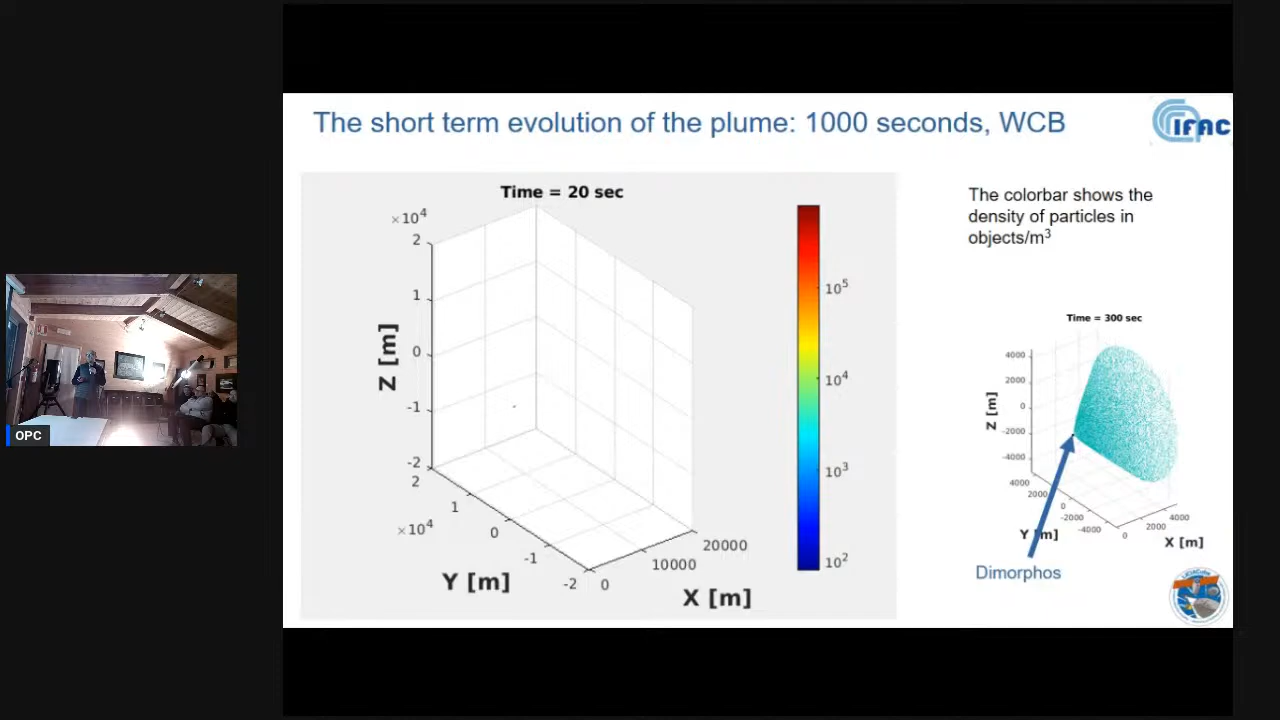 The short term evolution of the plume: 1000 seconds, WCB
IFAC
Time = 20 sec
×10⁴
2
1
0
-1
-2
Z [m]
2
1
0
-1
-2
×10⁴
Y [m]
0
10000
20000
X [m]
10⁵
10⁴
10³
10²
The colorbar shows the
density of particles in
objects/m³
Time = 300 sec
4000
2000
0
-2000
-4000
Z [m]
4000
2000
0
-2000
-4000
Y [m]
0
2000
4000
X [m]
Dimorphos
OPC